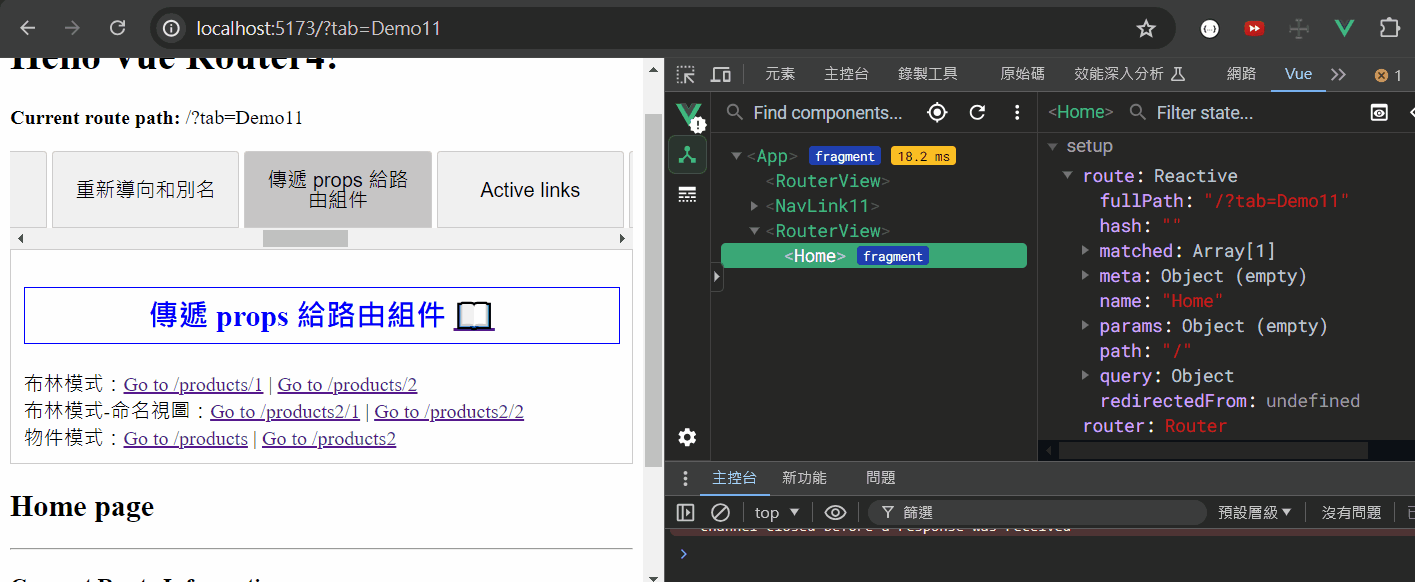 localhost:5173/?tab=Demo11
Hello Vue Router4!
Current route path: /?tab=Demo11
重新導向和別名
傳遞 props 給路
由組件
Active links
傳遞 props 給路由組件
布林模式：Go to /products/1 | Go to /products/2
布林模式-命名視圖：Go to /products2/1 | Go to /products2/2
物件模式：Go to /products | Go to /products2
Home page
Current Route Information
元素 主控台 錄製工具 原始碼 效能深入分析 網路 Vue 1
Find components...
<App> fragment 18.2 ms
<RouterView>
<NavLink11>
<RouterView>
<Home> fragment
<Home> Filter state...
setup
route: Reactive
fullPath: "/?tab=Demo11"
hash: ""
matched: Array[1]
meta: Object (empty)
name: "Home"
params: Object (empty)
path: "/"
query: Object
redirectedFrom: undefined
router: Router
主控台 新功能 問題
top 篩選 預設層級 沒有問題
channel closed before a response was received